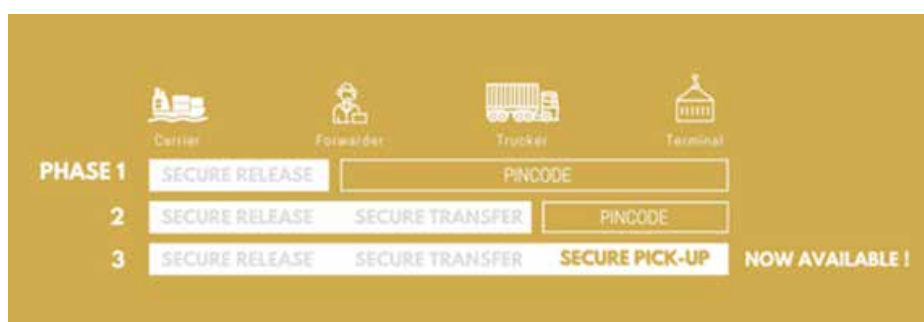 Carrier Forwarder Trucker Terminal
PHASE 1 SECURE RELEASE PINCODE
2 SECURE RELEASE SECURE TRANSFER PINCODE
3 SECURE RELEASE SECURE TRANSFER SECURE PICK-UP NOW AVAILABLE !